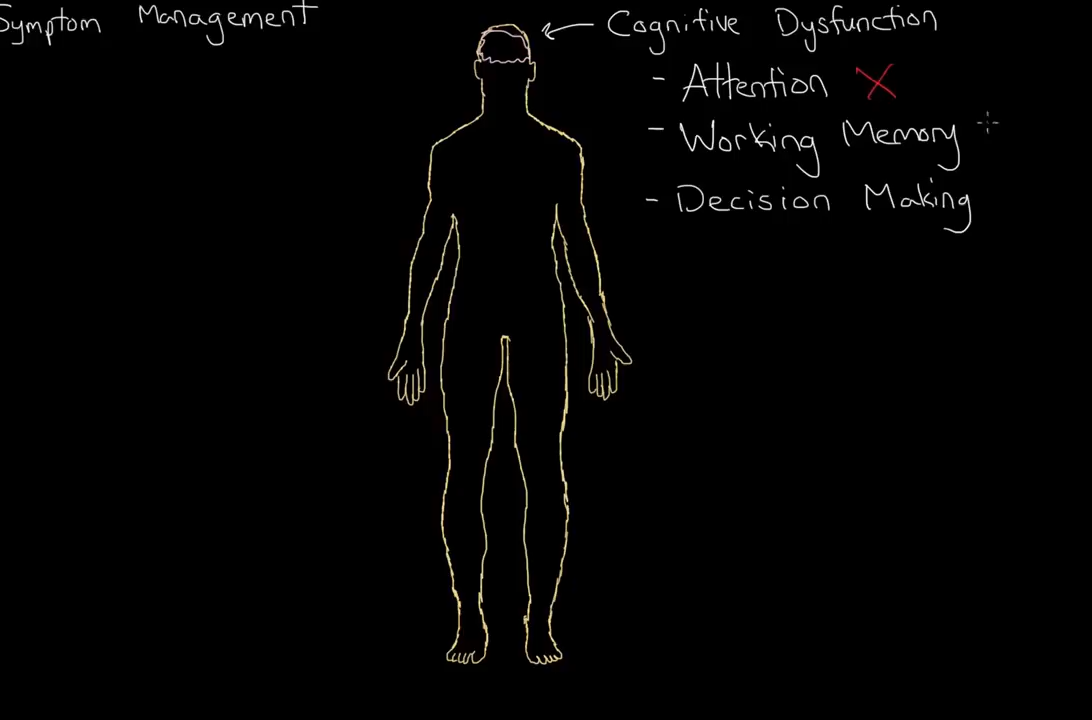 Symptom Management
Cognitive Dysfunction
- Attention X
- Working Memory
- Decision Making